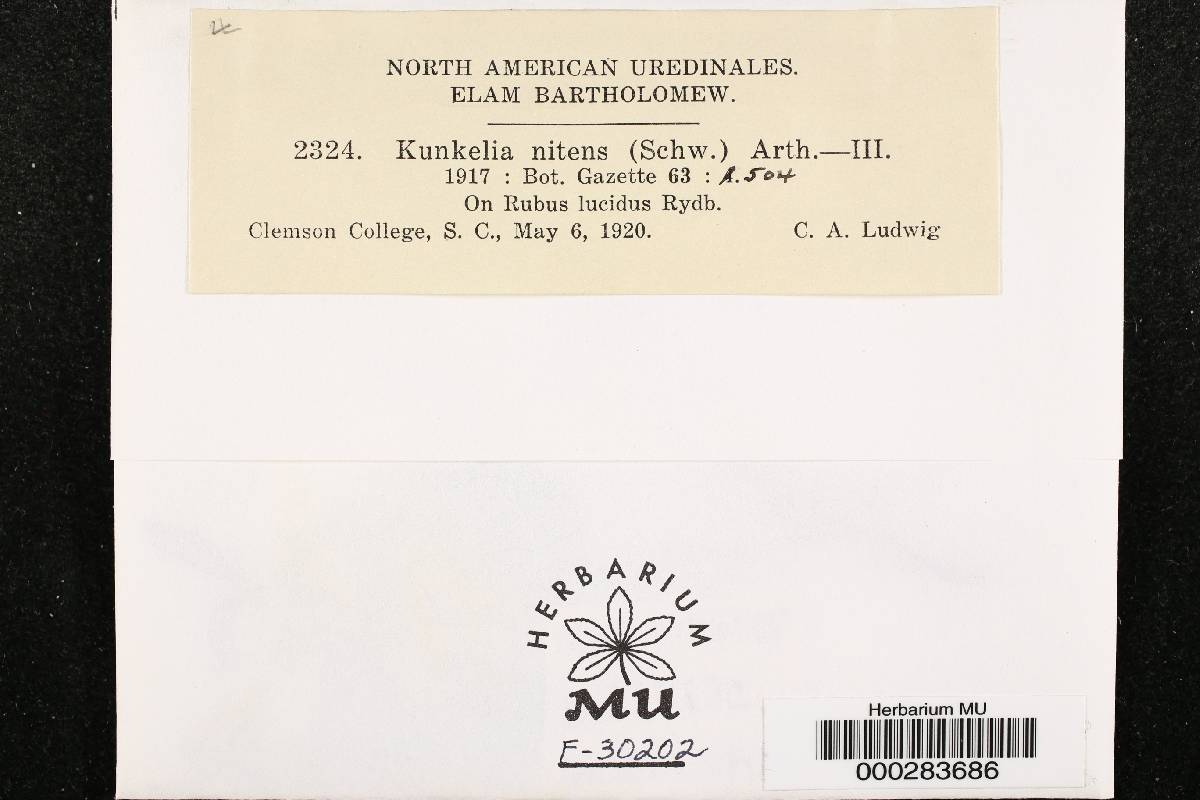 NORTH AMERICAN UREDINALES.
ELAM BARTHOLOMEW.
2324. Kunkelia nitens (Schw.) Arth.—III.
1917 : Bot. Gazette 63 : p. 504
On Rubus lucidus Rydb.
Clemson College, S. C., May 6, 1920. C. A. Ludwig
HERBARIUM
MU
F-30202
Herbarium MU
000283686